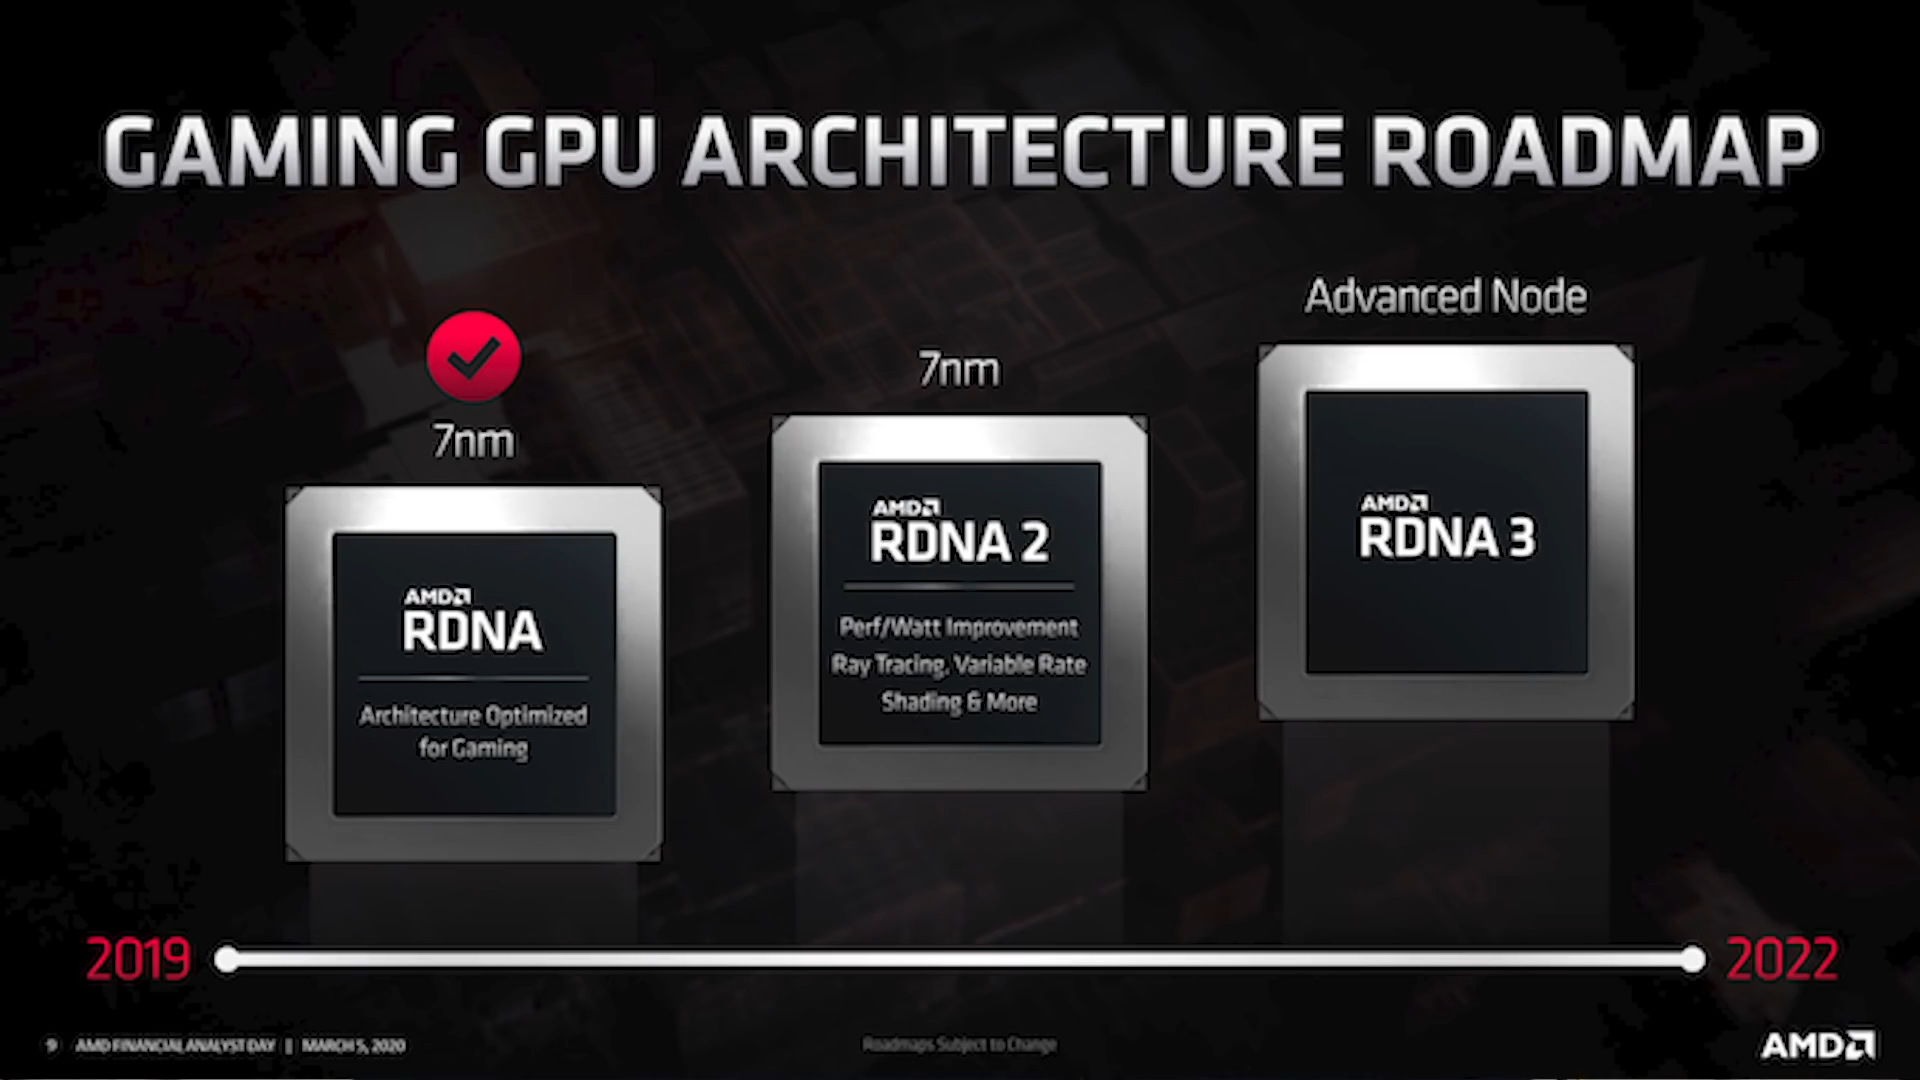 GAMING GPU ARCHITECTURE ROADMAP
7nm
AMD
RDNA
Architecture Optimized
for Gaming
7nm
AMD
RDNA 2
Perf/Watt Improvement
Ray Tracing, Variable Rate
Shading & More
Advanced Node
AMD
RDNA 3
2019
2022
9 AMD FINANCIAL ANALYST DAY | MARCH 5, 2020
Roadmaps Subject to Change
AMD